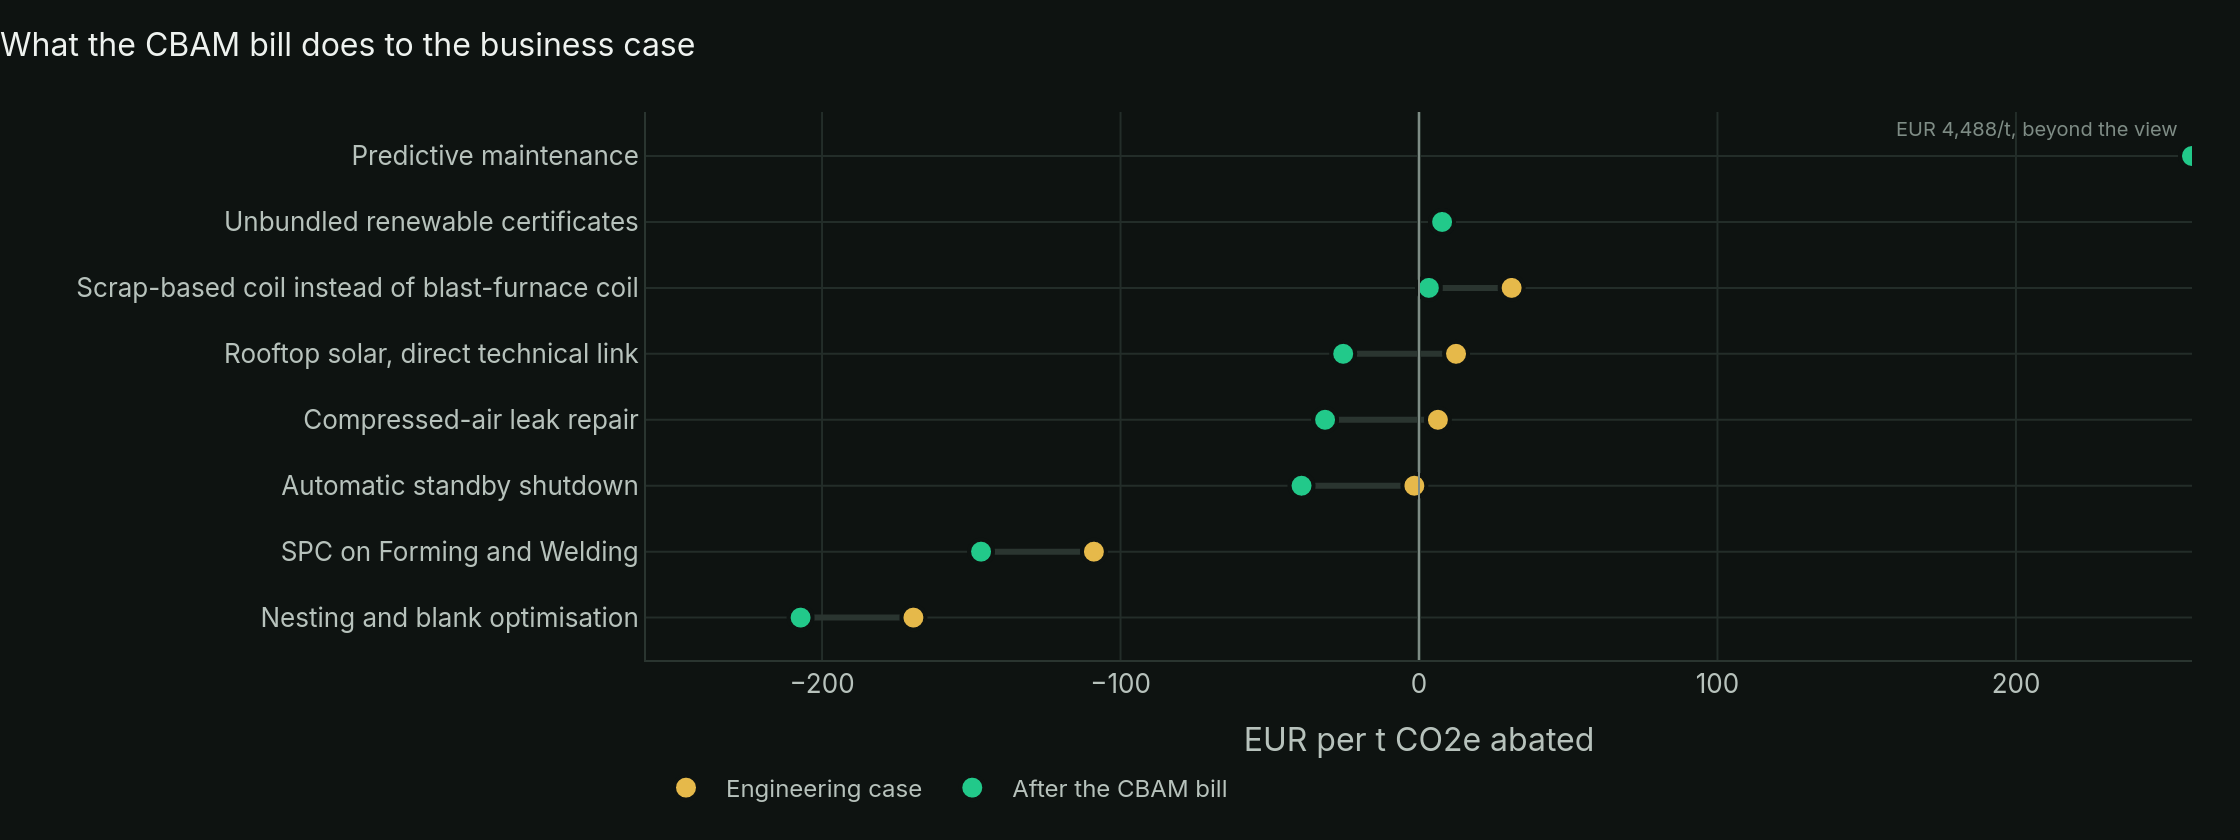 What the CBAM bill does to the business case
EUR 4,488/t, beyond the view
Predictive maintenance
Unbundled renewable certificates
Scrap-based coil instead of blast-furnace coil
Rooftop solar, direct technical link
Compressed-air leak repair
Automatic standby shutdown
SPC on Forming and Welding
Nesting and blank optimisation
−200 −100 0 100 200
EUR per t CO2e abated
Engineering case After the CBAM bill